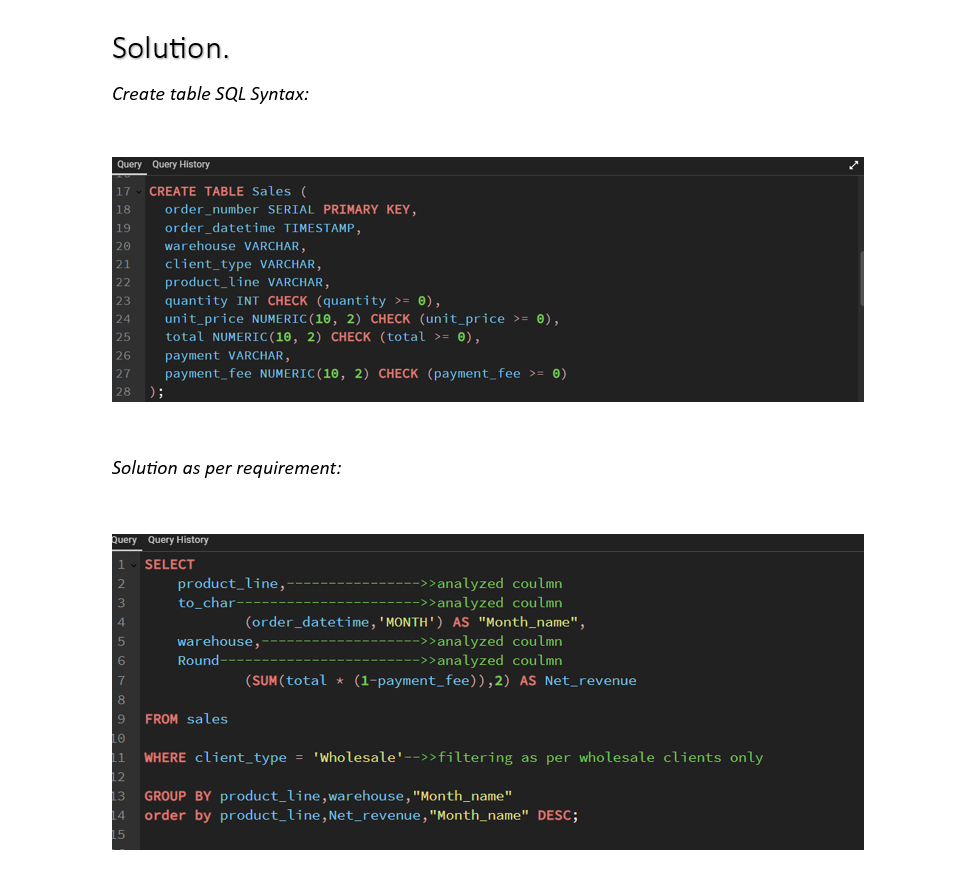 Solution.
Create table SQL Syntax:
Query Query History
17 CREATE TABLE Sales (
18 order_number SERIAL PRIMARY KEY,
19 order_datetime TIMESTAMP,
20 warehouse VARCHAR,
21 client_type VARCHAR,
22 product_line VARCHAR,
23 quantity INT CHECK (quantity >= 0),
24 unit_price NUMERIC(10, 2) CHECK (unit_price >= 0),
25 total NUMERIC(10, 2) CHECK (total >= 0),
26 payment VARCHAR,
27 payment_fee NUMERIC(10, 2) CHECK (payment_fee >= 0)
28 );
Solution as per requirement:
Query Query History
1 SELECT
2 product_line,---------------->>analyzed coulmn
3 to_char---------------------->>analyzed coulmn
4 (order_datetime,'MONTH') AS "Month_name",
5 warehouse,------------------->>analyzed coulmn
6 Round------------------------>>analyzed coulmn
7 (SUM(total * (1-payment_fee)),2) AS Net_revenue
8
9 FROM sales
10
11 WHERE client_type = 'Wholesale'-->>filtering as per wholesale clients only
12
13 GROUP BY product_line,warehouse,"Month_name"
14 order by product_line,Net_revenue,"Month_name" DESC;
15